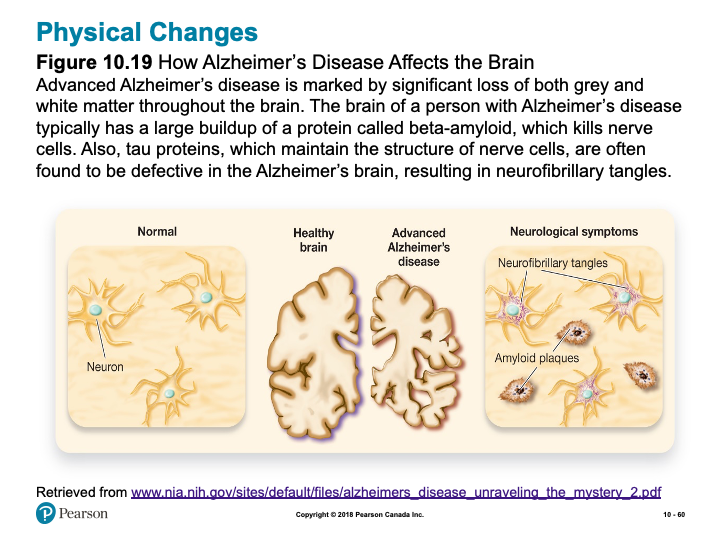 Physical Changes
Figure 10.19 How Alzheimer’s Disease Affects the Brain
Advanced Alzheimer’s disease is marked by significant loss of both grey and
white matter throughout the brain. The brain of a person with Alzheimer’s disease
typically has a large buildup of a protein called beta-amyloid, which kills nerve
cells. Also, tau proteins, which maintain the structure of nerve cells, are often
found to be defective in the Alzheimer’s brain, resulting in neurofibrillary tangles.
Normal
Neuron
Healthy
brain
Advanced
Alzheimer’s
disease
Neurological symptoms
Neurofibrillary tangles
Amyloid plaques
Retrieved from www.nia.nih.gov/sites/default/files/alzheimers_disease_unraveling_the_mystery_2.pdf
P Pearson
Copyright © 2018 Pearson Canada Inc.
10 - 60